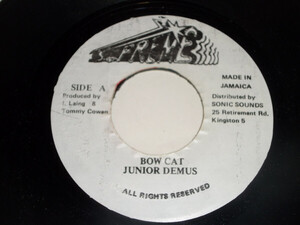 SUPREME
SIDE A
Produced by
I. Laing &
Tommy Cowan
MADE IN
JAMAICA
Distributed by
SONIC SOUNDS
25 Retirement Rd.
Kingston 5
BOW CAT
JUNIOR DEMUS
ALL RIGHTS RESERVED